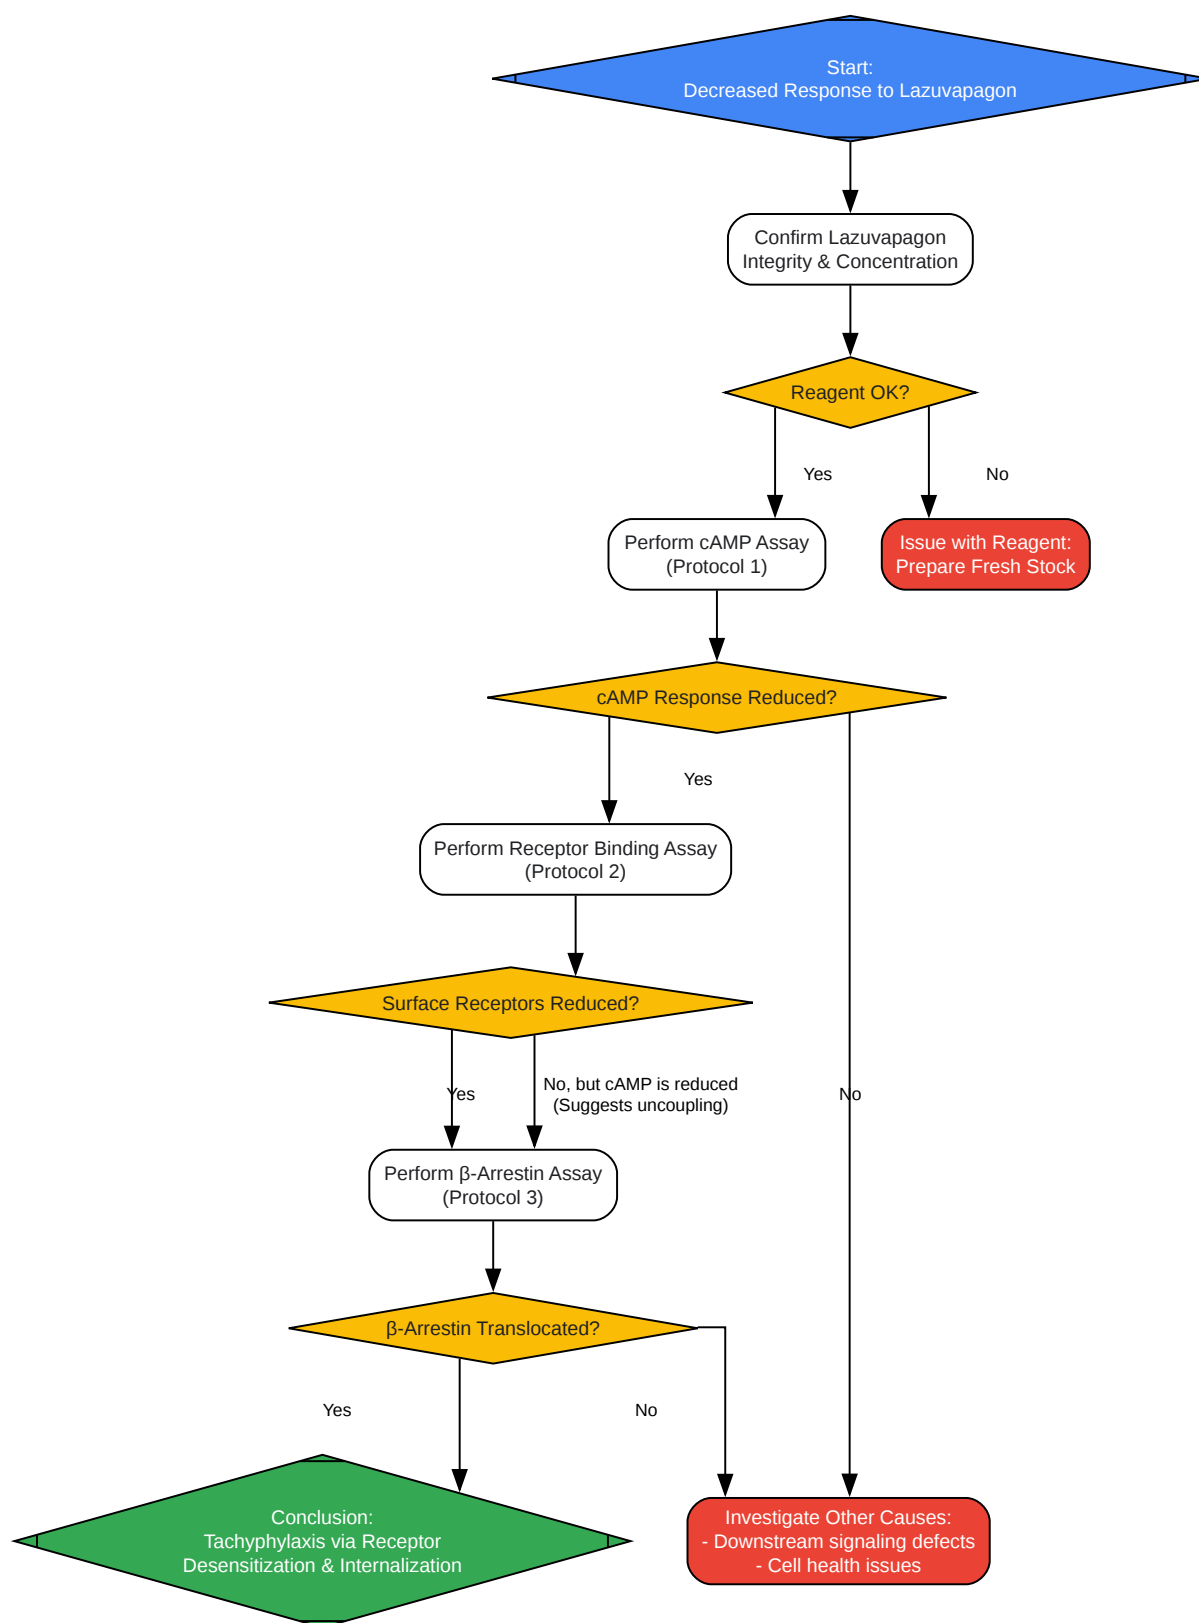 Start:
Decreased Response to Lazuvapagon
Confirm Lazuvapagon
Integrity & Concentration
Reagent OK?
Yes
No
Perform cAMP Assay
(Protocol 1)
Issue with Reagent:
Prepare Fresh Stock
cAMP Response Reduced?
Yes
Perform Receptor Binding Assay
(Protocol 2)
Surface Receptors Reduced?
Yes
No, but cAMP is reduced
(Suggests uncoupling)
No
Perform β-Arrestin Assay
(Protocol 3)
β-Arrestin Translocated?
Yes
No
Conclusion:
Tachyphylaxis via Receptor
Desensitization & Internalization
Investigate Other Causes:
- Downstream signaling defects
- Cell health issues